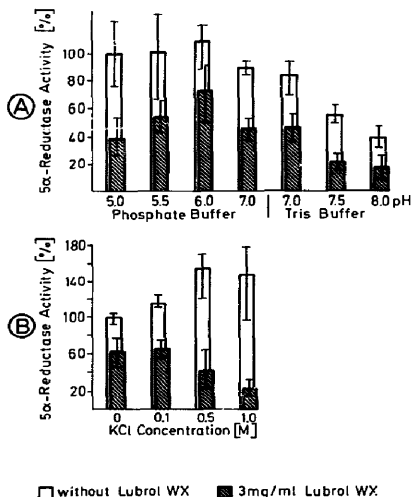 A
5α-Reductase Activity [%]
100
80
60
40
20
5.0 5.5 6.0 7.0 7.0 7.5 8.0 pH
Phosphate Buffer | Tris Buffer
B
5α-Reductase Activity [%]
180
140
100
60
20
0 0.1 0.5 1.0
KCl Concentration [M]
without Lubrol WX 3mg/ml Lubrol WX